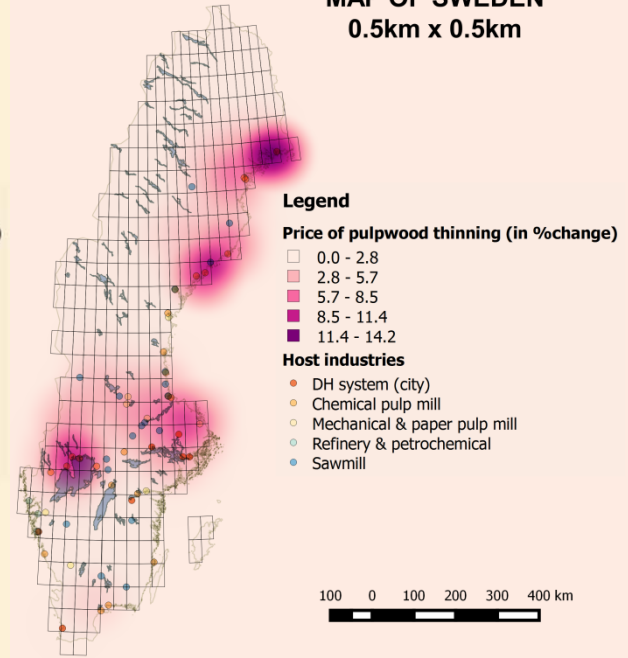 MAP OF SWEDEN
0.5km x 0.5km
Legend
Price of pulpwood thinning (in %change)
0.0 - 2.8
2.8 - 5.7
5.7 - 8.5
8.5 - 11.4
11.4 - 14.2
Host industries
DH system (city)
Chemical pulp mill
Mechanical & paper pulp mill
Refinery & petrochemical
Sawmill
100 0 100 200 300 400 km